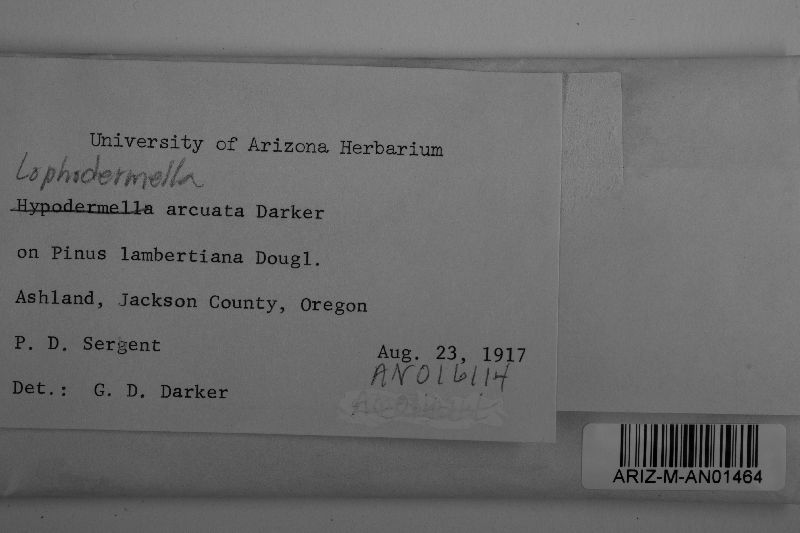 University of Arizona Herbarium
Lophodermella
Hypodermella arcuata Darker
on Pinus lambertiana Dougl.
Ashland, Jackson County, Oregon
P. D. Sergent
Aug. 23, 1917
AN016114
Det.: G. D. Darker
ARIZ-M-AN01464